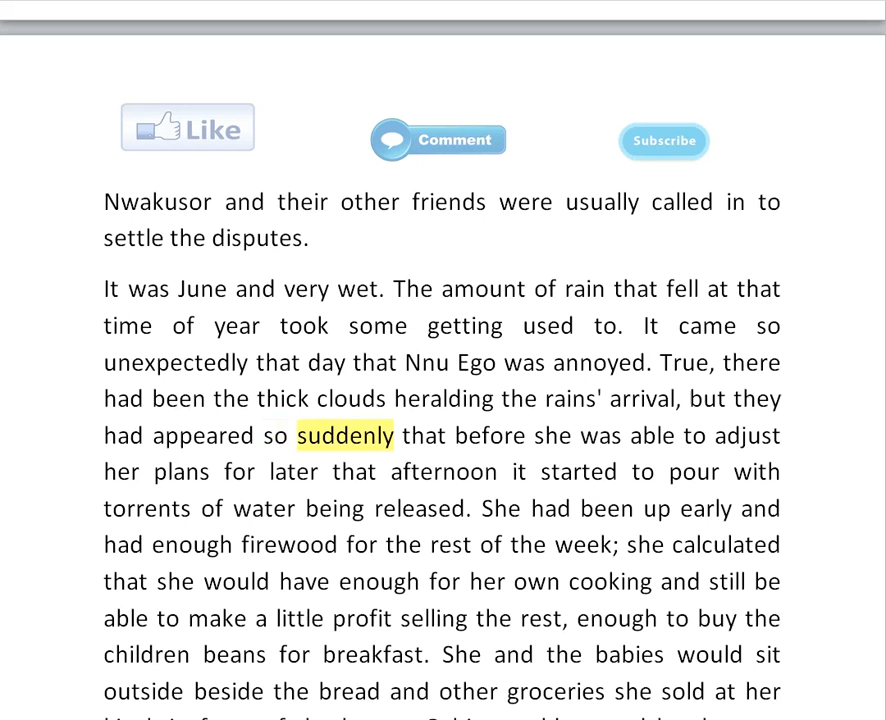 Like
Comment
Subscribe
Nwakusor and their other friends were usually called in to
settle the disputes.
It was June and very wet. The amount of rain that fell at that
time of year took some getting used to. It came so
unexpectedly that day that Nnu Ego was annoyed. True, there
had been the thick clouds heralding the rains' arrival, but they
had appeared so suddenly that before she was able to adjust
her plans for later that afternoon it started to pour with
torrents of water being released. She had been up early and
had enough firewood for the rest of the week; she calculated
that she would have enough for her own cooking and still be
able to make a little profit selling the rest, enough to buy the
children beans for breakfast. She and the babies would sit
outside beside the bread and other groceries she sold at her